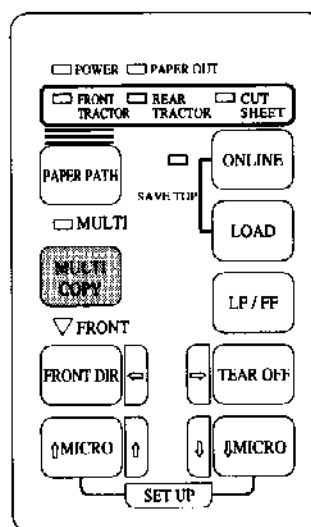 POWER PAPER OUT
FRONT TRACTOR REAR TRACTOR CUT SHEET
PAPER PATH
ONLINE
SAVE TOP
MULTI
LOAD
MULTI COPY
LF / FF
FRONT
FRONT DIR ⇦ ⇨ TEAR OFF
⇧MICRO ⇧ ⇩ ⇩MICRO
SET UP